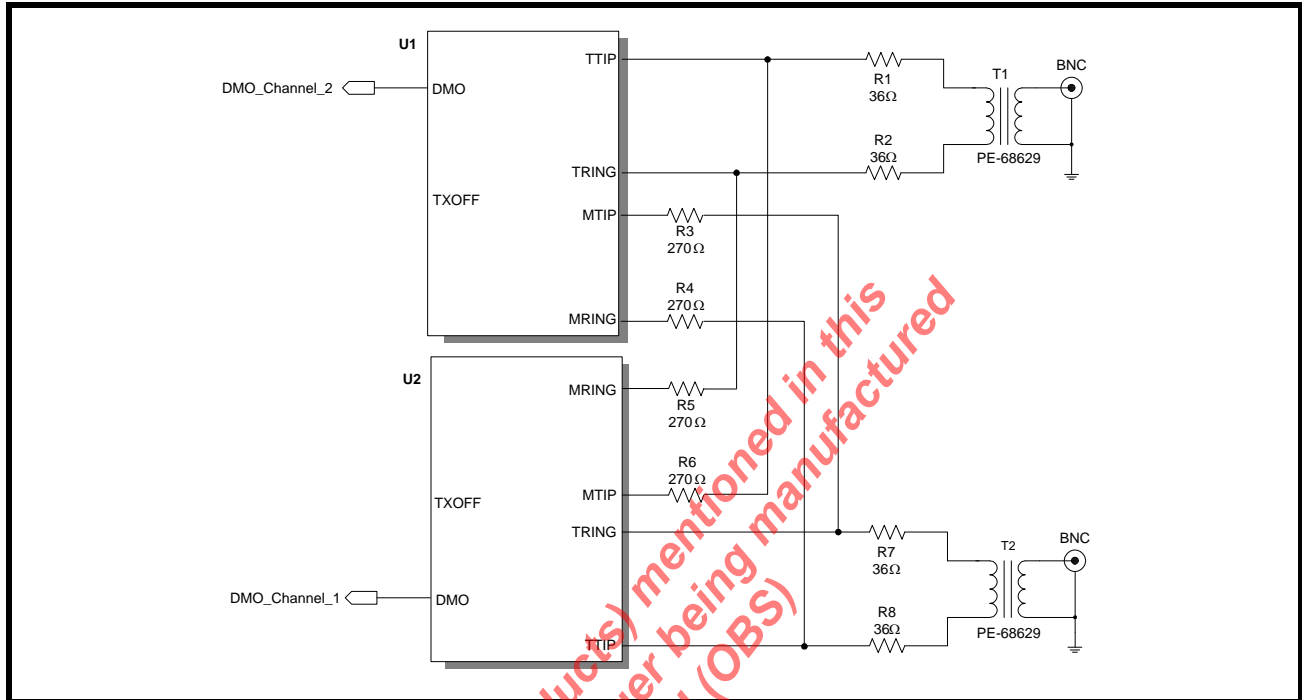 U1
DMO_Channel_2
DMO
TXOFF
TTIP
TRING
MTIP
MRING
R1
36Ω
R2
36Ω
R3
270Ω
R4
270Ω
T1
PE-68629
BNC
U2
MRING
R5
270Ω
R6
270Ω
MTIP
TXOFF
TRING
DMO_Channel_1
DMO
TTIP
R7
36Ω
R8
36Ω
T2
PE-68629
BNC
mentioned in this
being manufactured
(OBS)